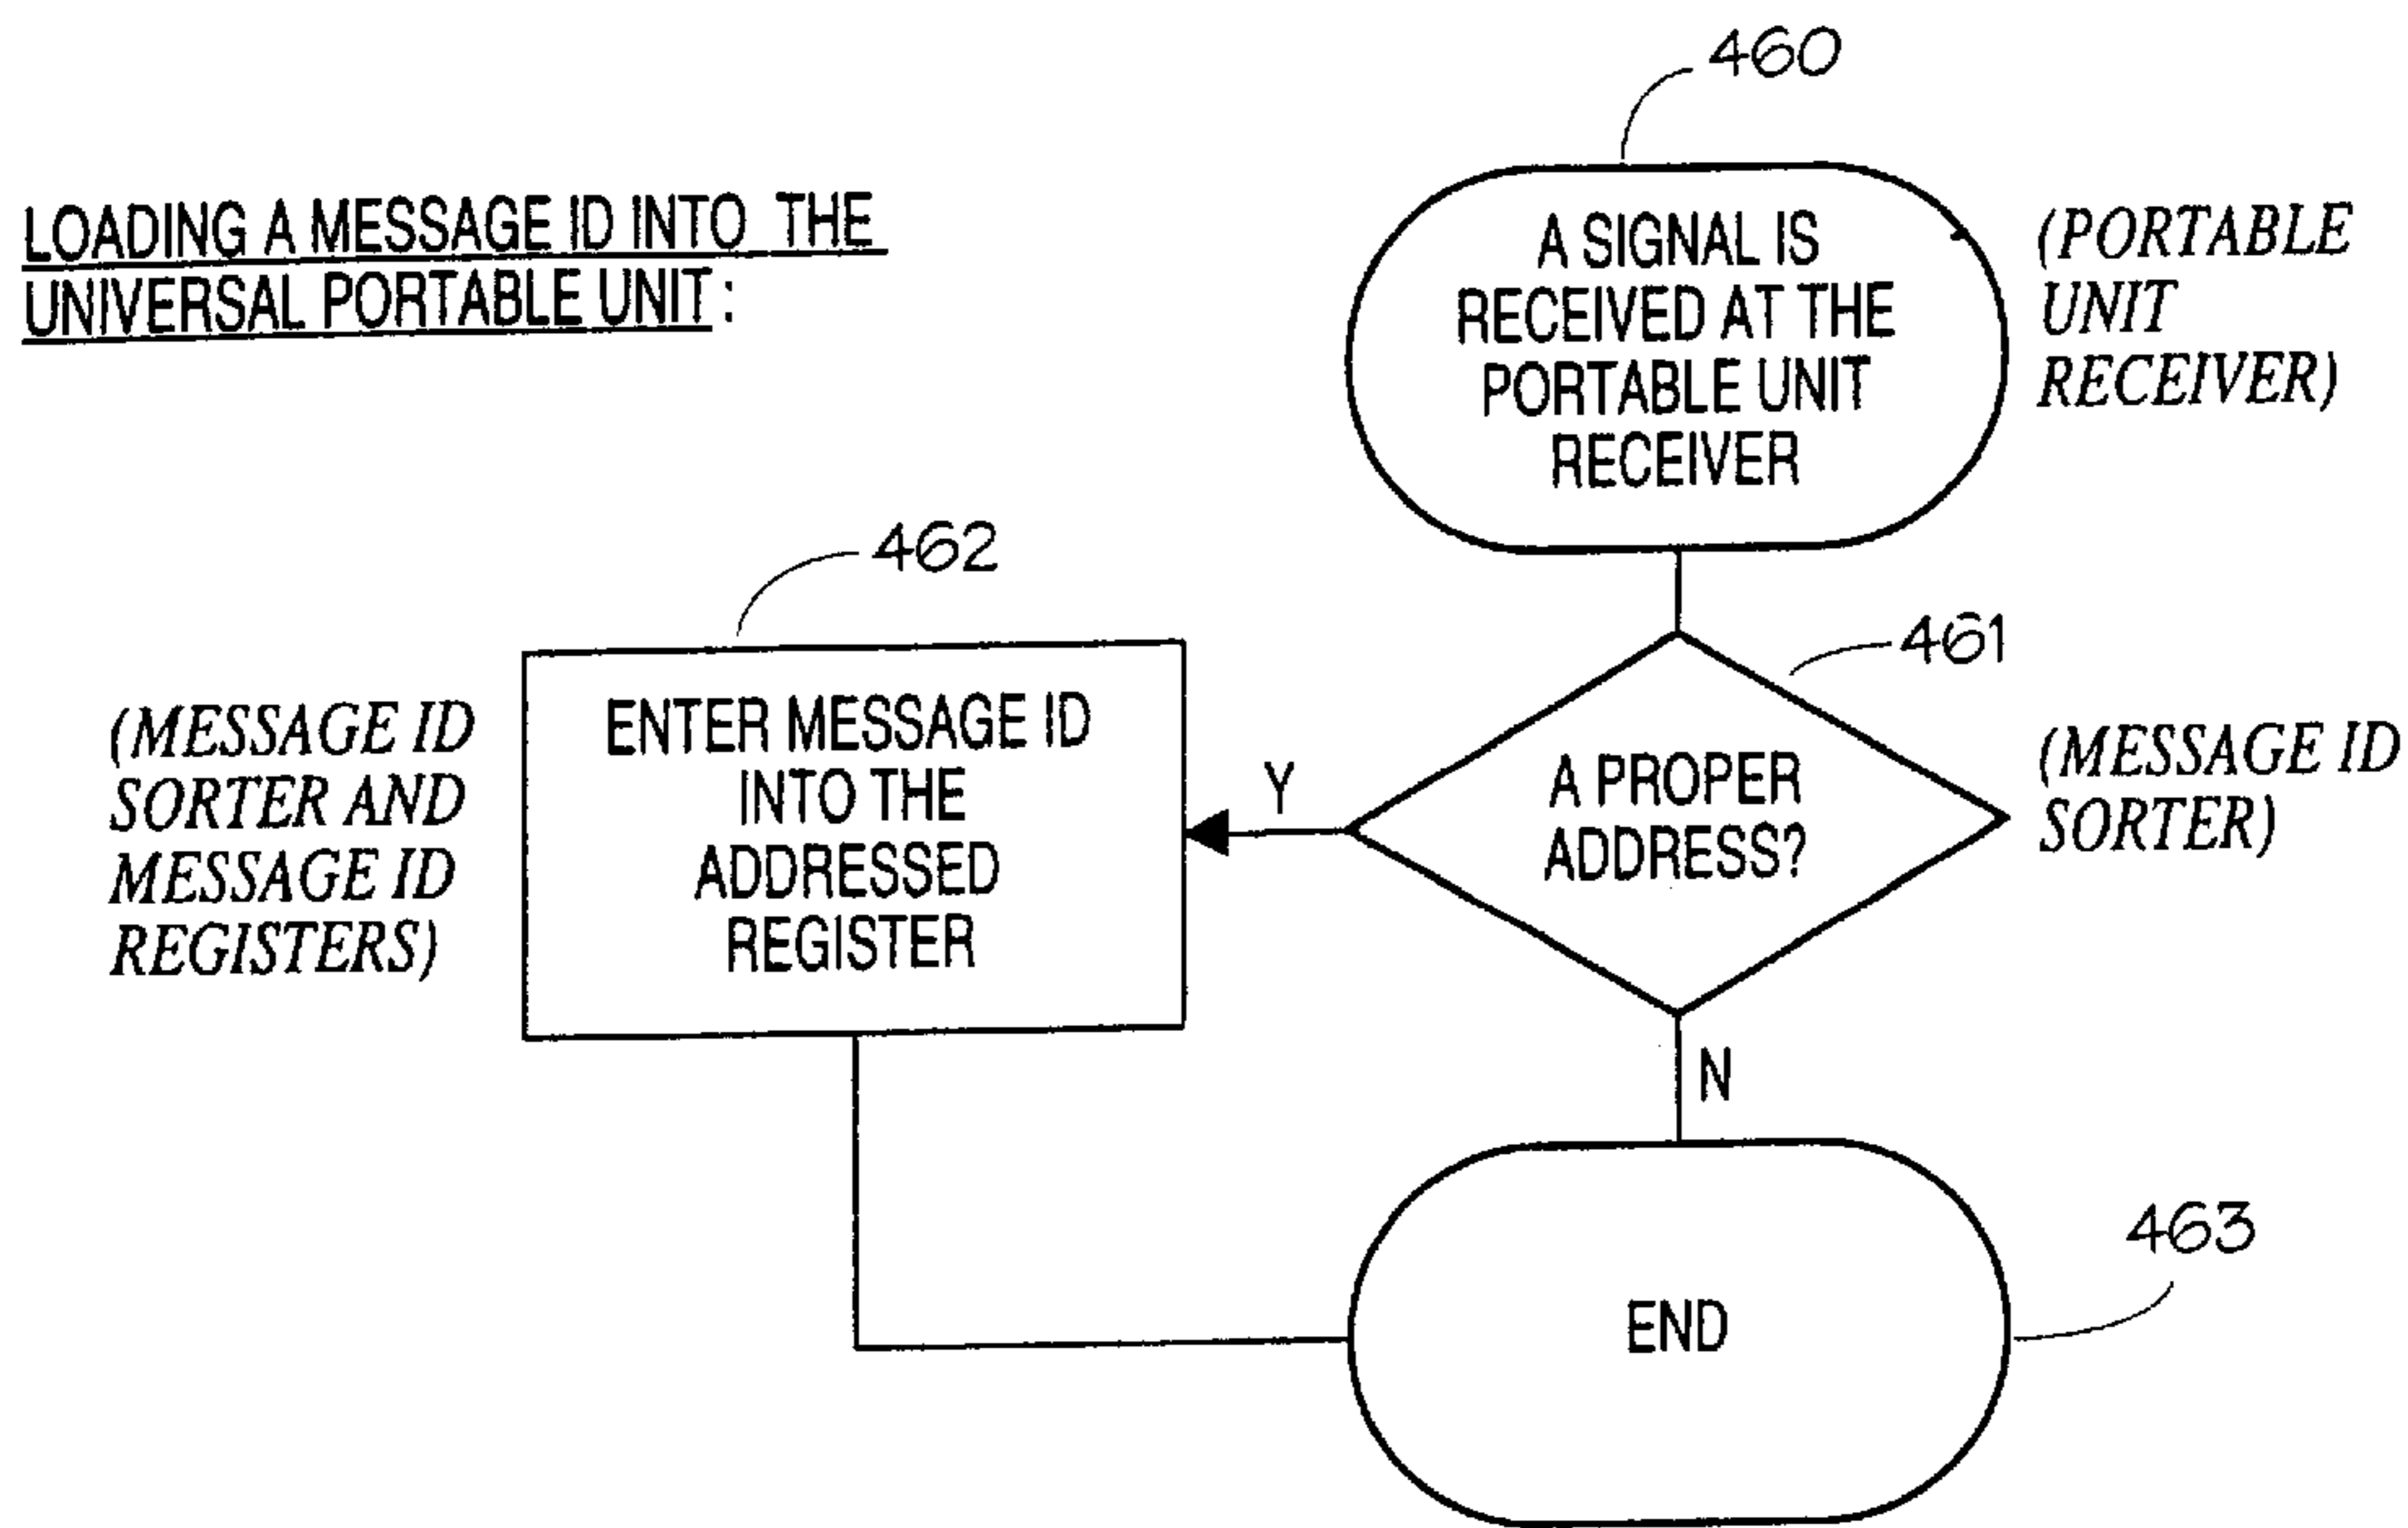 LOADING A MESSAGE ID INTO THE
UNIVERSAL PORTABLE UNIT:
460
A SIGNAL IS
RECEIVED AT THE
PORTABLE UNIT
RECEIVER
(PORTABLE
UNIT
RECEIVER)
461
A PROPER
ADDRESS?
(MESSAGE ID
SORTER)
Y
462
ENTER MESSAGE ID
INTO THE
ADDRESSED
REGISTER
(MESSAGE ID
SORTER AND
MESSAGE ID
REGISTERS)
N
END
463